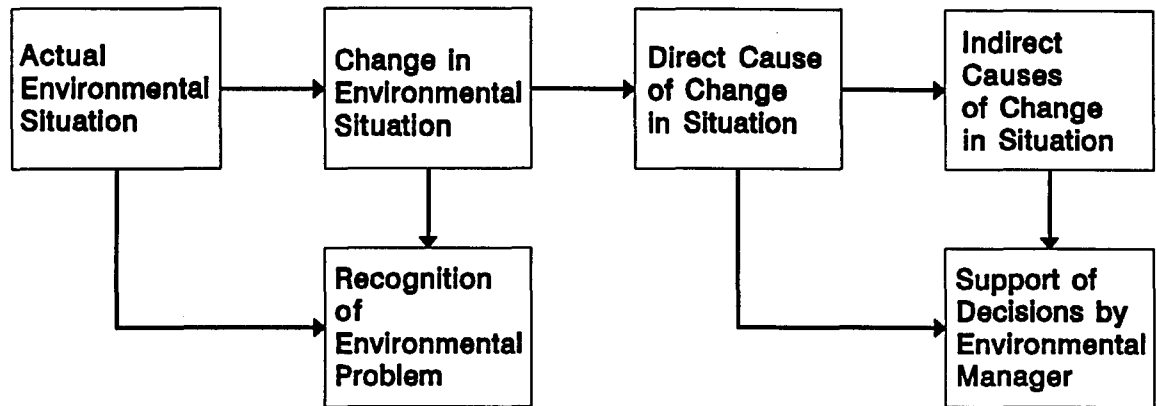 Actual
Environmental
Situation
Change in
Environmental
Situation
Direct Cause
of Change
in Situation
Indirect
Causes
of Change
in Situation
Recognition
of
Environmental
Problem
Support of
Decisions by
Environmental
Manager